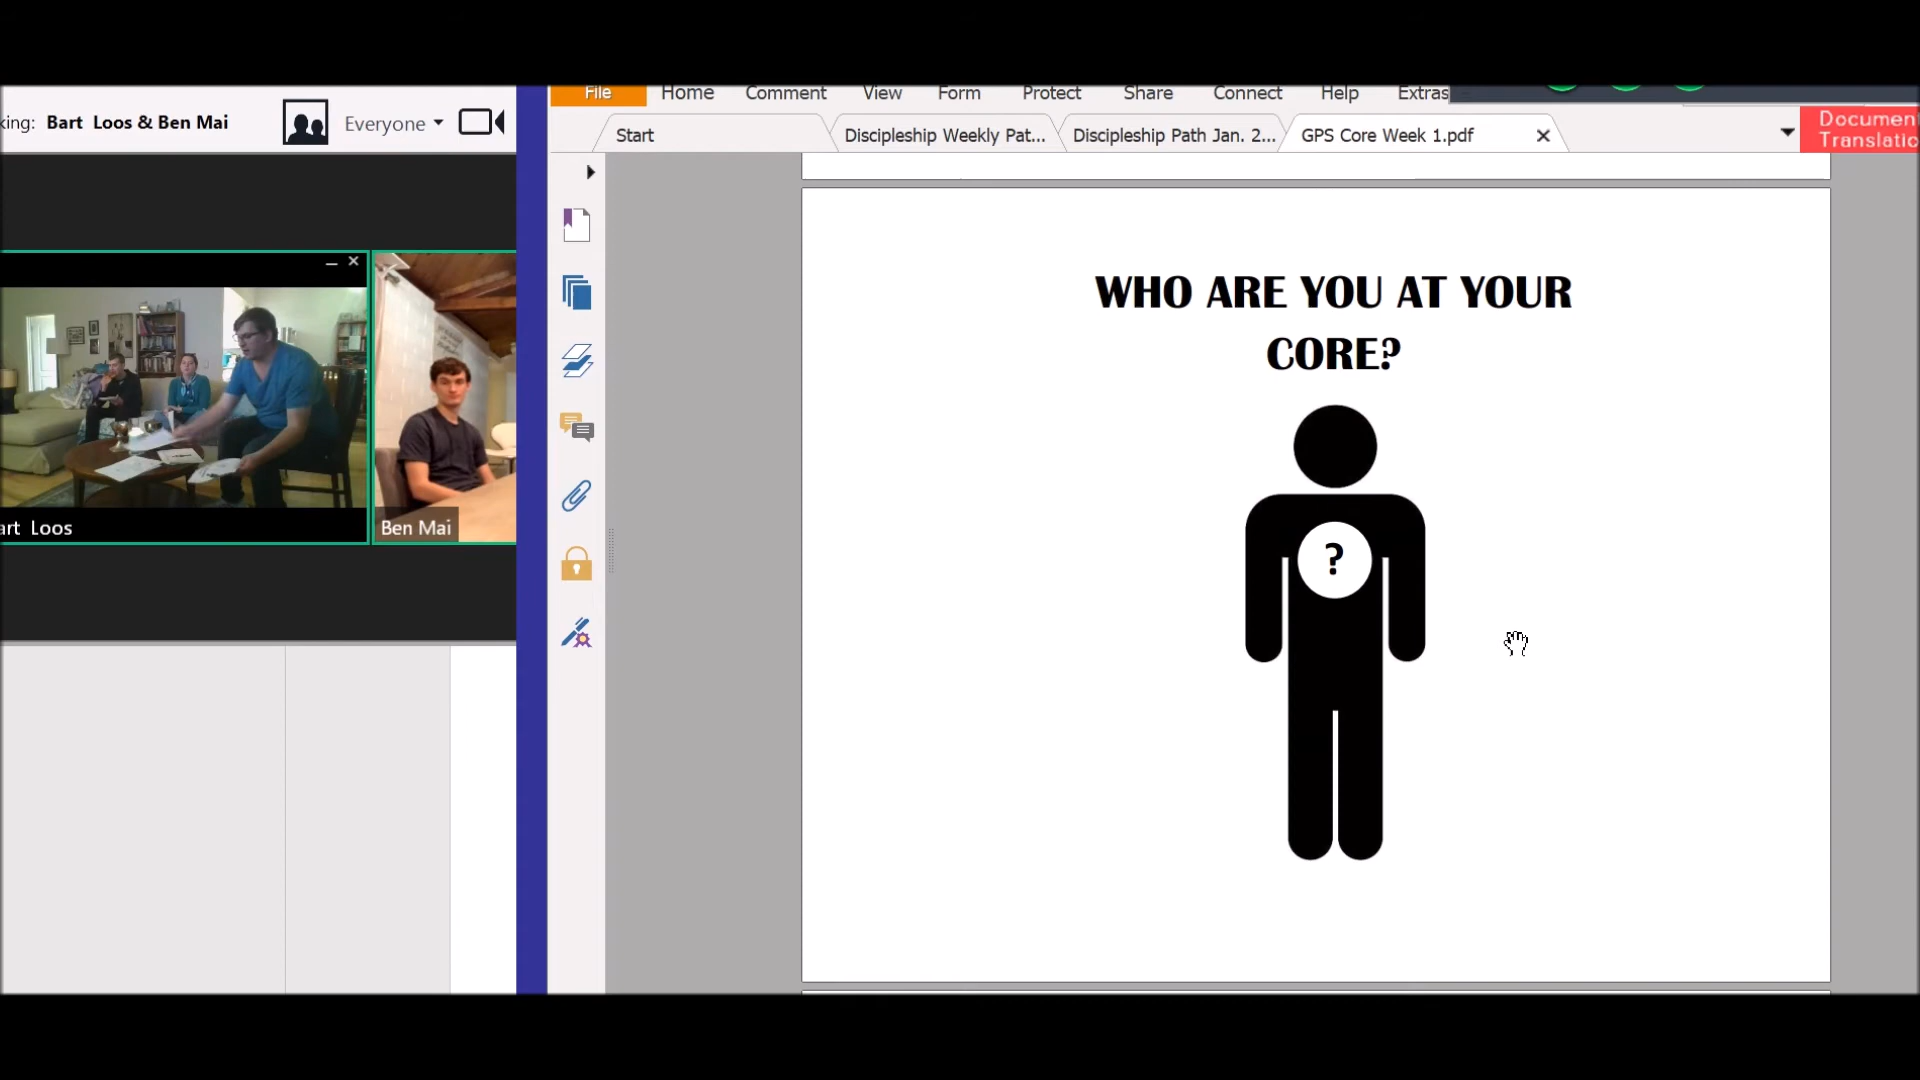 king: Bart Loos & Ben Mai
Everyone
art Loos
Ben Mai
File Home Comment View Form Protect Share Connect Help Extras
Start
Discipleship Weekly Pat...
Discipleship Path Jan. 2...
GPS Core Week 1.pdf
Document
Translatio
WHO ARE YOU AT YOUR
CORE?
?